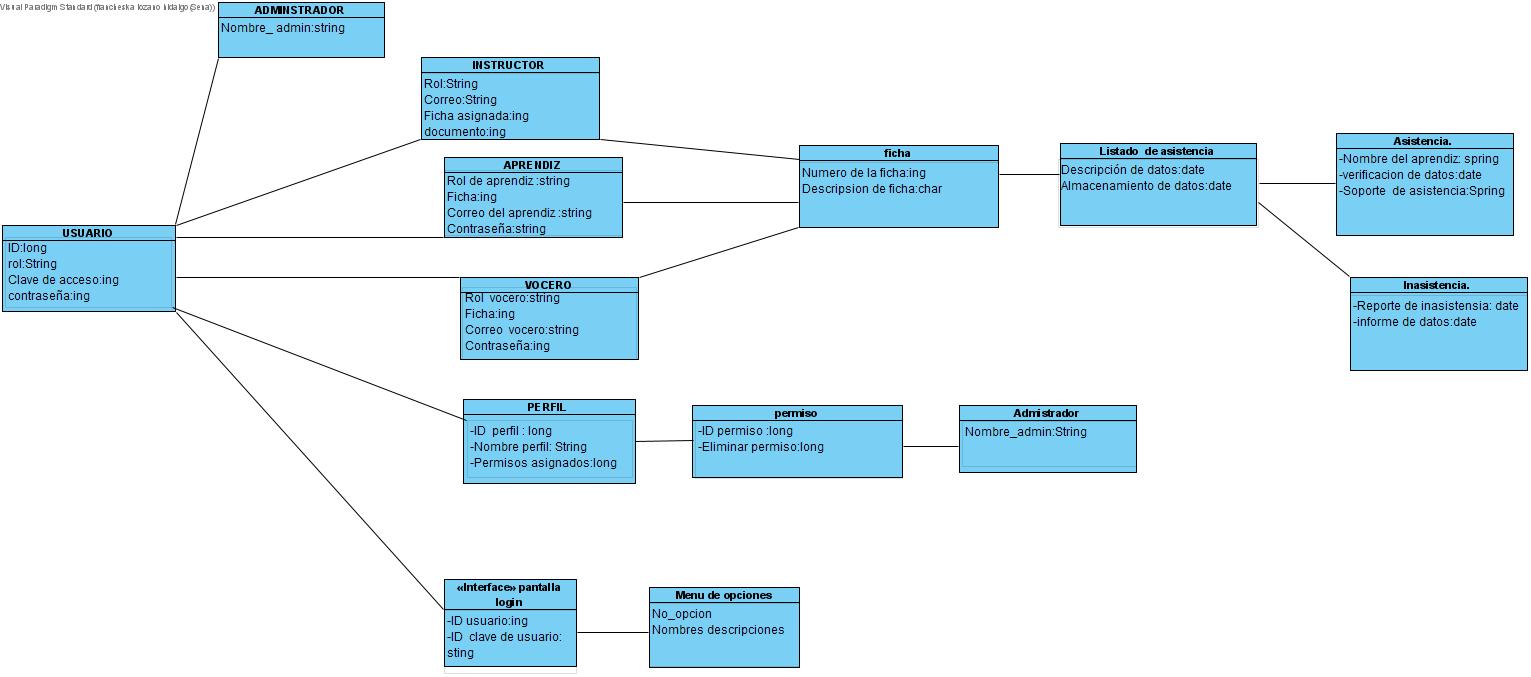 Visual Paradigm Standard (francheska lozano hidalgo(Sena))
ADMINSTRADOR
Nombre_ admin:string
INSTRUCTOR
Rol:String
Correo:String
Ficha asignada:ing
documento:ing
APRENDIZ
Rol de aprendiz :string
Ficha:ing
Correo del aprendiz :string
Contraseña:string
ficha
Numero de la ficha:ing
Descripsion de ficha:char
Listado de asistencia
Descripción de datos:date
Almacenamiento de datos:date
Asistencia.
-Nombre del aprendiz: spring
-verificacion de datos:date
-Soporte de asistencia:Spring
USUARIO
ID:long
rol:String
Clave de acceso:ing
contraseña:ing
VOCERO
Rol vocero:string
Ficha:ing
Correo vocero:string
Contraseña:ing
Inasistencia.
-Reporte de inasistensia: date
-informe de datos:date
PERFIL
-ID perfil : long
-Nombre perfil: String
-Permisos asignados:long
permiso
-ID permiso :long
-Eliminar permiso:long
Admistrador
Nombre_admin:String
«Interface» pantalla
login
-ID usuario:ing
-ID clave de usuario:
sting
Menu de opciones
No_opcion
Nombres descripciones